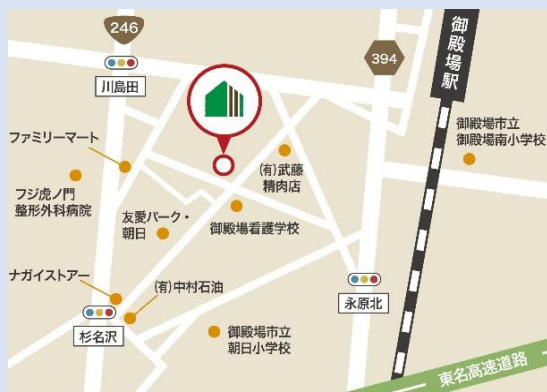 246
川島田
394
御殿場駅
ファミリーマート
フジ虎ノ門
整形外科病院
(有)武藤
精肉店
御殿場市立
御殿場南小学校
友愛パーク・
朝日
御殿場看護学校
ナガイストアー
(有)中村石油
杉名沢
永原北
御殿場市立
朝日小学校
東名高速道路